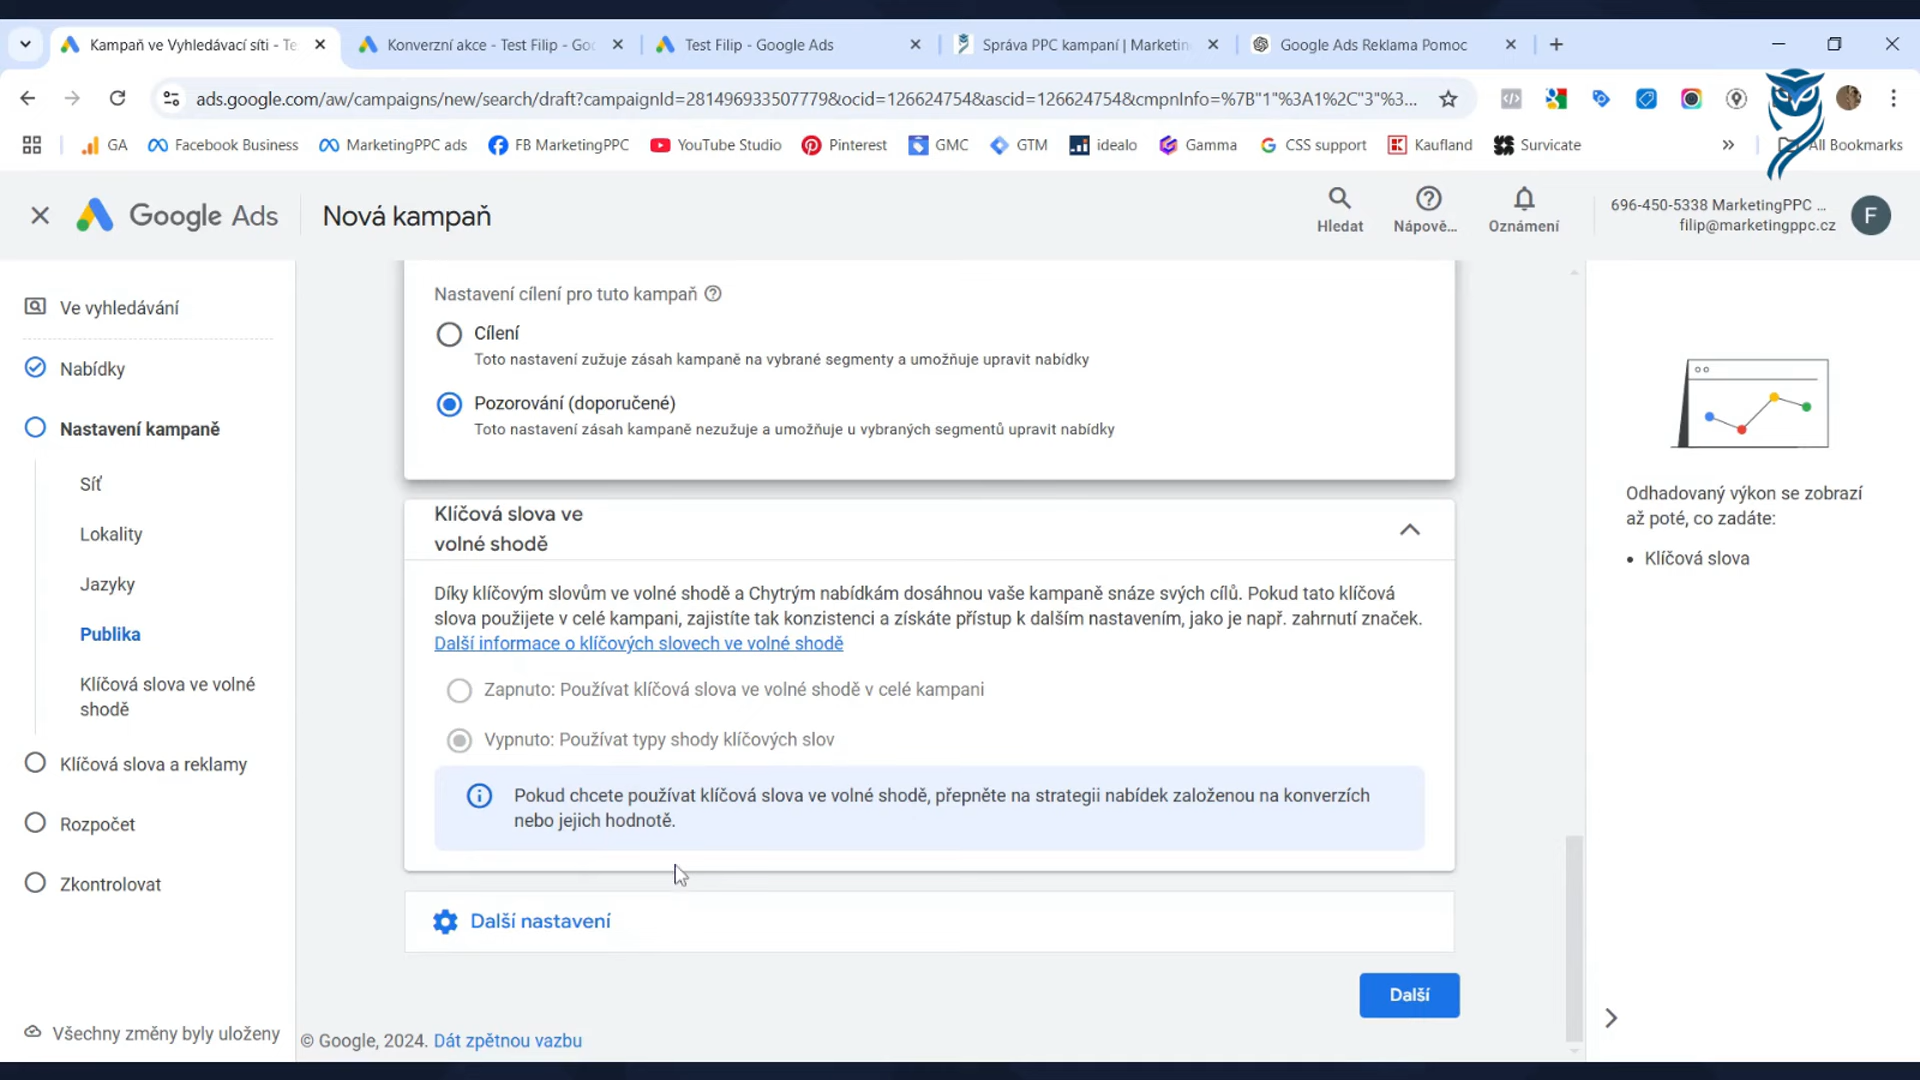 Kampaň ve Vyhledávací síti - Te
Konverzní akce - Test Filip - Goo
Test Filip - Google Ads
Správa PPC kampaní | Marketin
Google Ads Reklama Pomoc
ads.google.com/aw/campaigns/new/search/draft?campaignId=281496933507779&ocid=126624754&ascid=126624754&cmpnInfo=%7B"1"%3A1%2C"3"%3...
GA
Facebook Business
MarketingPPC ads
FB MarketingPPC
YouTube Studio
Pinterest
GMC
GTM
idealo
Gamma
CSS support
Kaufland
Survicate
All Bookmarks
Google Ads
Nová kampaň
Hledat
Nápově...
Oznámení
696-450-5338 MarketingPPC ...
filip@marketingppc.cz
F
Ve vyhledávání
Nabídky
Nastavení kampaně
Síť
Lokality
Jazyky
Publika
Klíčová slova ve volné
shodě
Klíčová slova a reklamy
Rozpočet
Zkontrolovat
Všechny změny byly uloženy
Nastavení cílení pro tuto kampaň
Cílení
Toto nastavení zužuje zásah kampaně na vybrané segmenty a umožňuje upravit nabídky
Pozorování (doporučené)
Toto nastavení zásah kampaně nezužuje a umožňuje u vybraných segmentů upravit nabídky
Klíčová slova ve
volné shodě
Díky klíčovým slovům ve volné shodě a Chytrým nabídkám dosáhnou vaše kampaně snáze svých cílů. Pokud tato klíčová
slova použijete v celé kampani, zajistíte tak konzistenci a získáte přístup k dalším nastavením, jako je např. zahrnutí značek.
Další informace o klíčových slovech ve volné shodě
Zapnuto: Používat klíčová slova ve volné shodě v celé kampani
Vypnuto: Používat typy shody klíčových slov
Pokud chcete používat klíčová slova ve volné shodě, přepněte na strategii nabídek založenou na konverzích
nebo jejich hodnotě.
Další nastavení
Další
© Google, 2024. Dát zpětnou vazbu
Odhadovaný výkon se zobrazí
až poté, co zadáte:
• Klíčová slova